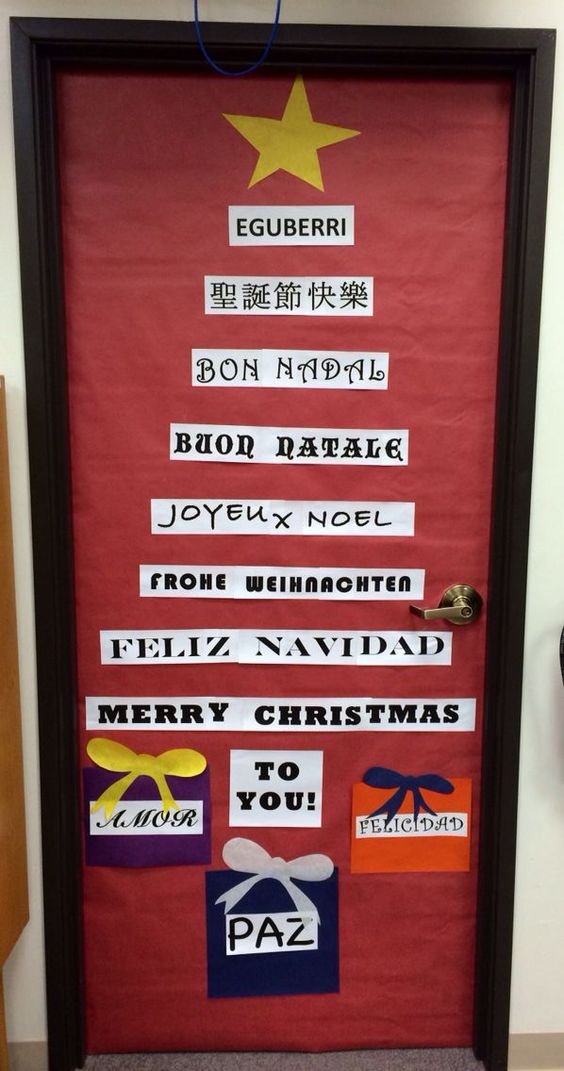 EGUBERRI
聖誕節快樂
BON NADAL
BUON NATALE
JOYEUX NOEL
FROHE WEIHNACHTEN
FELIZ NAVIDAD
MERRY CHRISTMAS
TO
YOU!
AMOR
FELICIDAD
PAZ